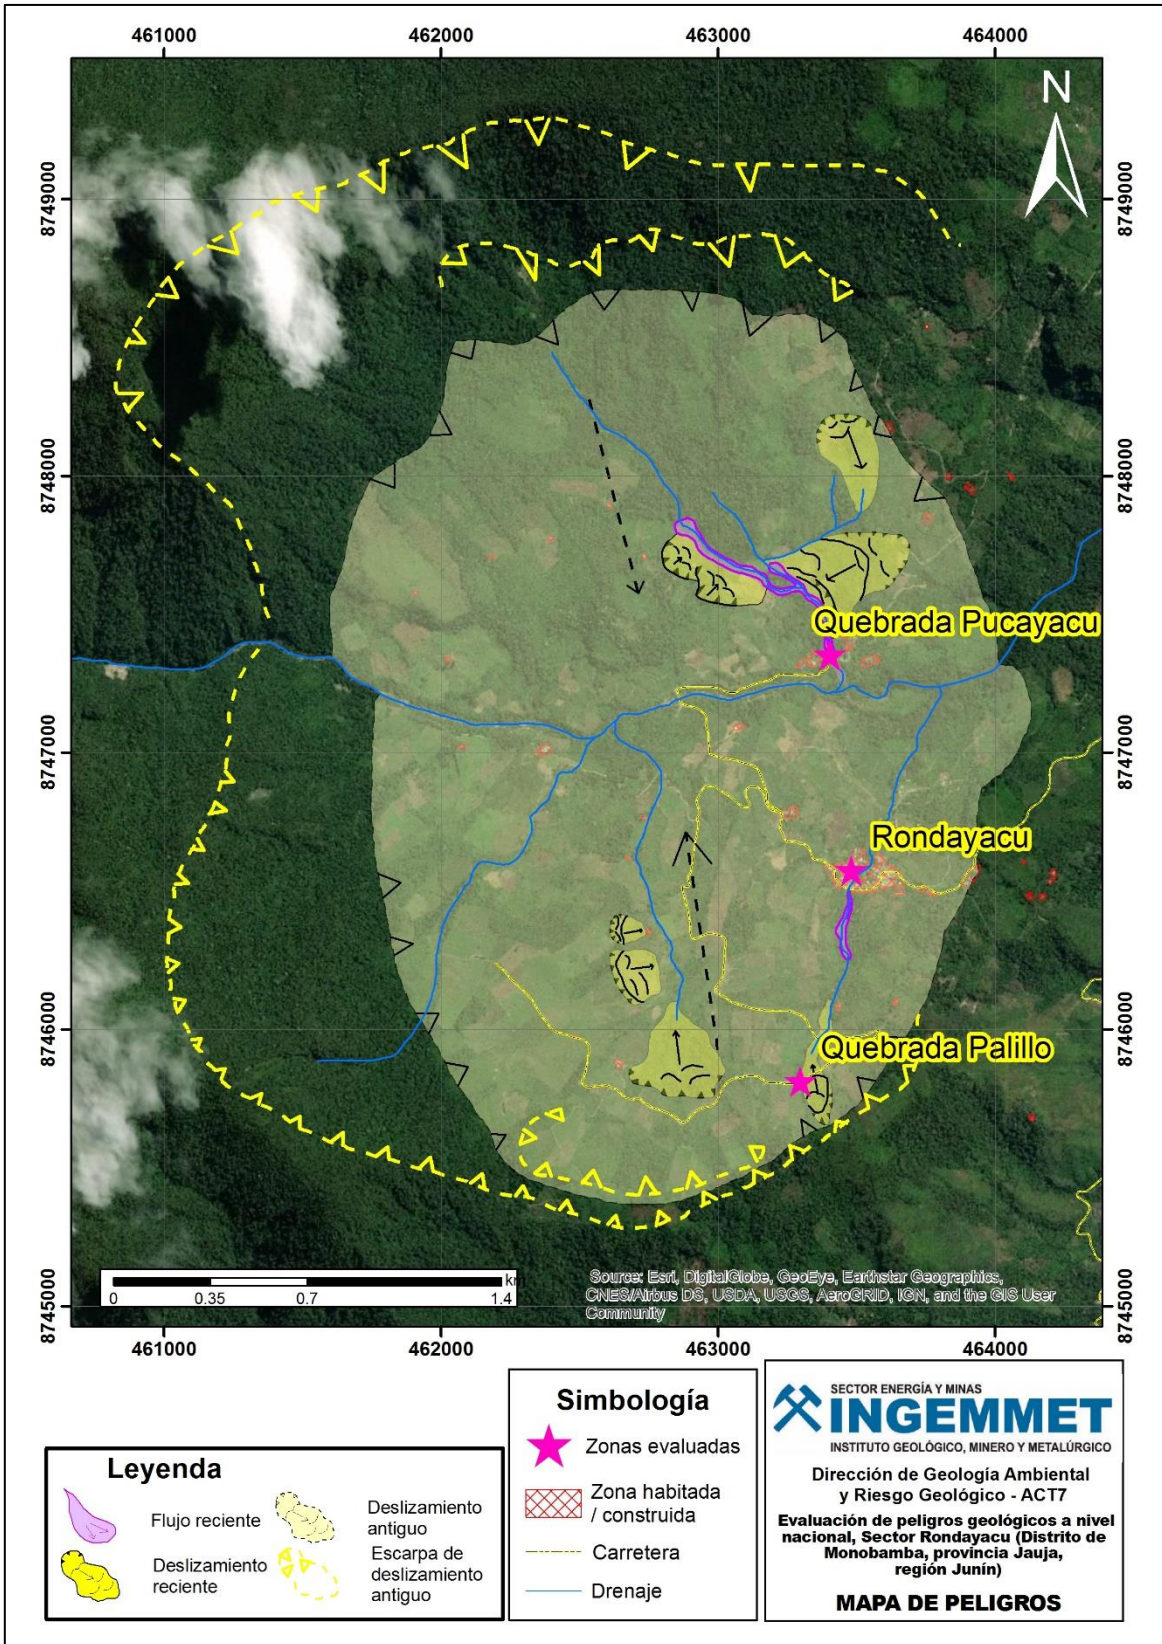 461000
462000
463000
464000
N
8749000
8749000
8748000
8748000
Quebrada Pucayacu
8747000
8747000
Rondayacu
8746000
8746000
Quebrada Palillo
km
0
0.35
0.7
1.4
Source: Esri, DigitalGlobe, GeoEye, Earthstar Geographics,
CNES/Airbus DS, USDA, USGS, AeroGRID, IGN, and the GIS User
Community
8745000
8745000
461000
462000
463000
464000
Leyenda
Flujo reciente
Deslizamiento
antiguo
Deslizamiento
reciente
Escarpa de
deslizamiento
antiguo
Simbología
Zonas evaluadas
Zona habitada
/ construida
Carretera
Drenaje
SECTOR ENERGÍA Y MINAS
INGEMMET
INSTITUTO GEOLÓGICO, MINERO Y METALÚRGICO
Dirección de Geología Ambiental
y Riesgo Geológico - ACT7
Evaluación de peligros geológicos a nivel
nacional, Sector Rondayacu (Distrito de
Monobamba, provincia Jauja,
región Junín)
MAPA DE PELIGROS